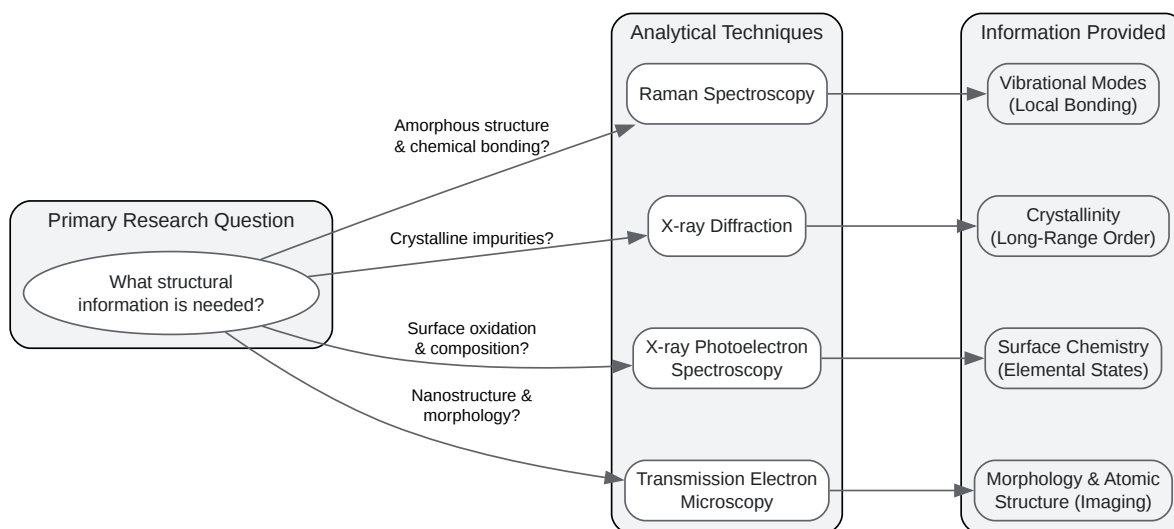 Primary Research Question
What structural
information is needed?
Amorphous structure
& chemical bonding?
Crystalline impurities?
Surface oxidation
& composition?
Nanostructure &
morphology?
Analytical Techniques
Raman Spectroscopy
X-ray Diffraction
X-ray Photoelectron
Spectroscopy
Transmission Electron
Microscopy
Information Provided
Vibrational Modes
(Local Bonding)
Crystallinity
(Long-Range Order)
Surface Chemistry
(Elemental States)
Morphology & Atomic
Structure (Imaging)